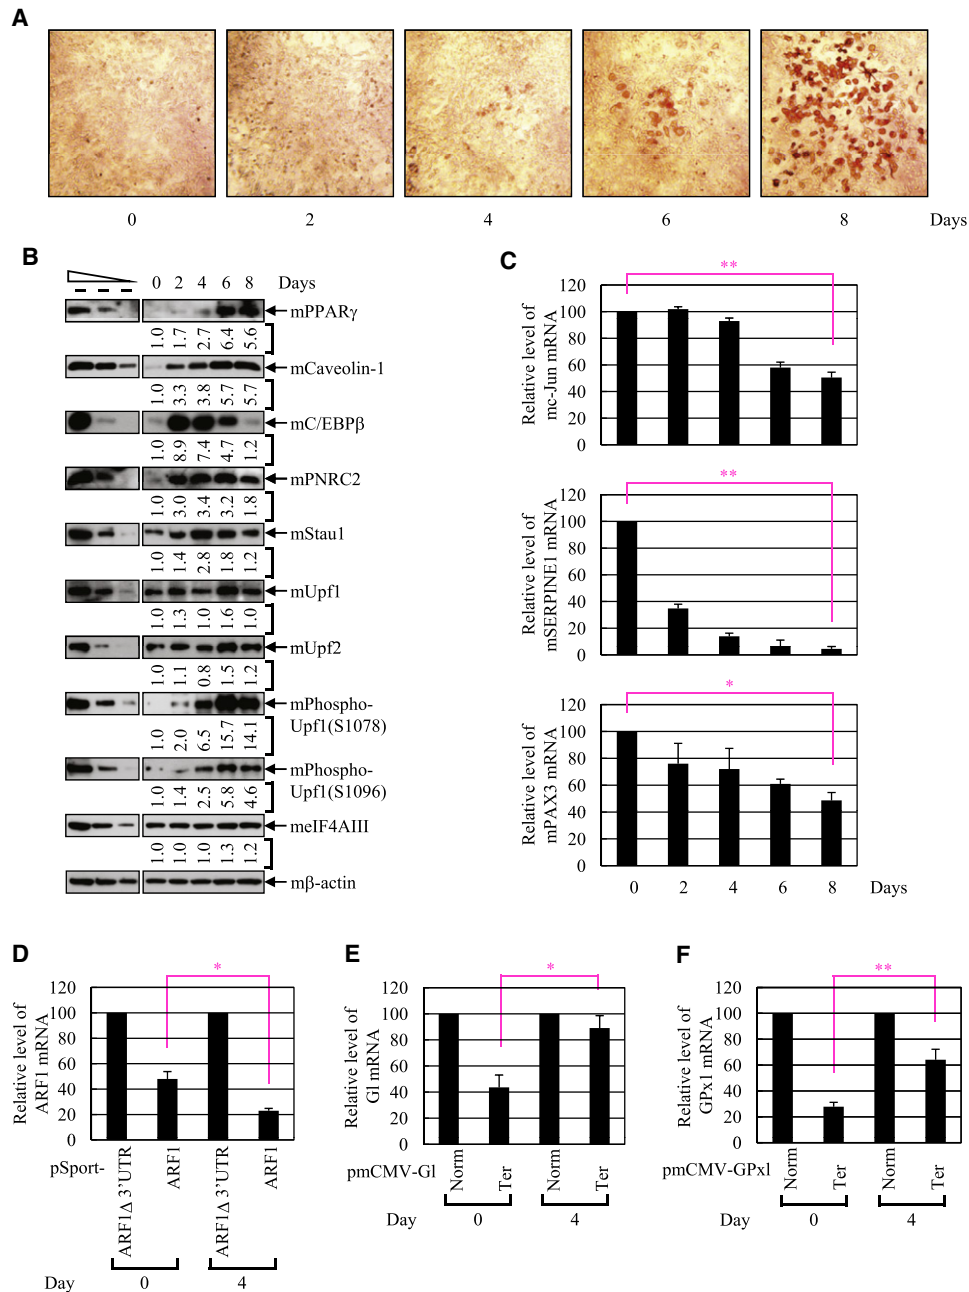 A
0 2 4 6 8 Days
B
0 2 4 6 8 Days
mPPARγ
1.0 1.7 2.7 6.4 5.6
mCaveolin-1
1.0 3.3 3.8 5.7 5.7
mC/EBPβ
1.0 8.9 7.4 4.7 1.2
mPNRC2
1.0 3.0 3.4 3.2 1.8
mStau1
1.0 1.4 2.8 1.8 1.2
mUpf1
1.0 1.3 1.0 1.6 1.0
mUpf2
1.0 1.1 0.8 1.5 1.2
mPhospho-
Upf1(S1078)
1.0 2.0 6.5 15.7 14.1
mPhospho-
Upf1(S1096)
1.0 1.4 2.5 5.8 4.6
meIF4AIII
1.0 1.0 1.0 1.3 1.2
mβ-actin
C
**
Relative level of
mc-Jun mRNA
120
100
80
60
40
20
0
**
Relative level of
mSERPINE1 mRNA
120
100
80
60
40
20
0
*
Relative level of
mPAX3 mRNA
120
100
80
60
40
20
0
0 2 4 6 8 Days
D
*
Relative level of
ARF1 mRNA
120
100
80
60
40
20
0
pSport-
ARF1Δ 3'UTR
ARF1
ARF1Δ 3'UTR
ARF1
Day 0 4
E
*
Relative level of
Gl mRNA
120
100
80
60
40
20
0
pmCMV-Gl
Norm
Ter
Norm
Ter
Day 0 4
F
**
Relative level of
GPx1 mRNA
120
100
80
60
40
20
0
pmCMV-GPxl
Norm
Ter
Norm
Ter
Day 0 4